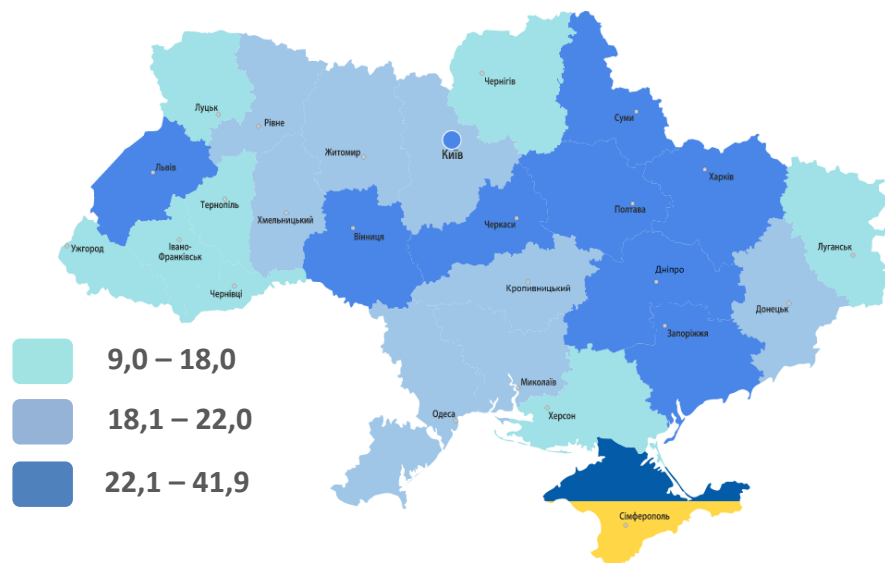 Чернігів
Луцьк
Рівне
Суми
Житомир
Київ
Львів
Харків
Тернопіль
Хмельницький
Черкаси
Полтава
Вінниця
Ужгород
Івано-
Франківськ
Луганськ
Чернівці
Дніпро
Кропивницький
Донецьк
Запоріжжя
Миколаїв
Одеса
Херсон
Сімферополь
9,0 – 18,0
18,1 – 22,0
22,1 – 41,9